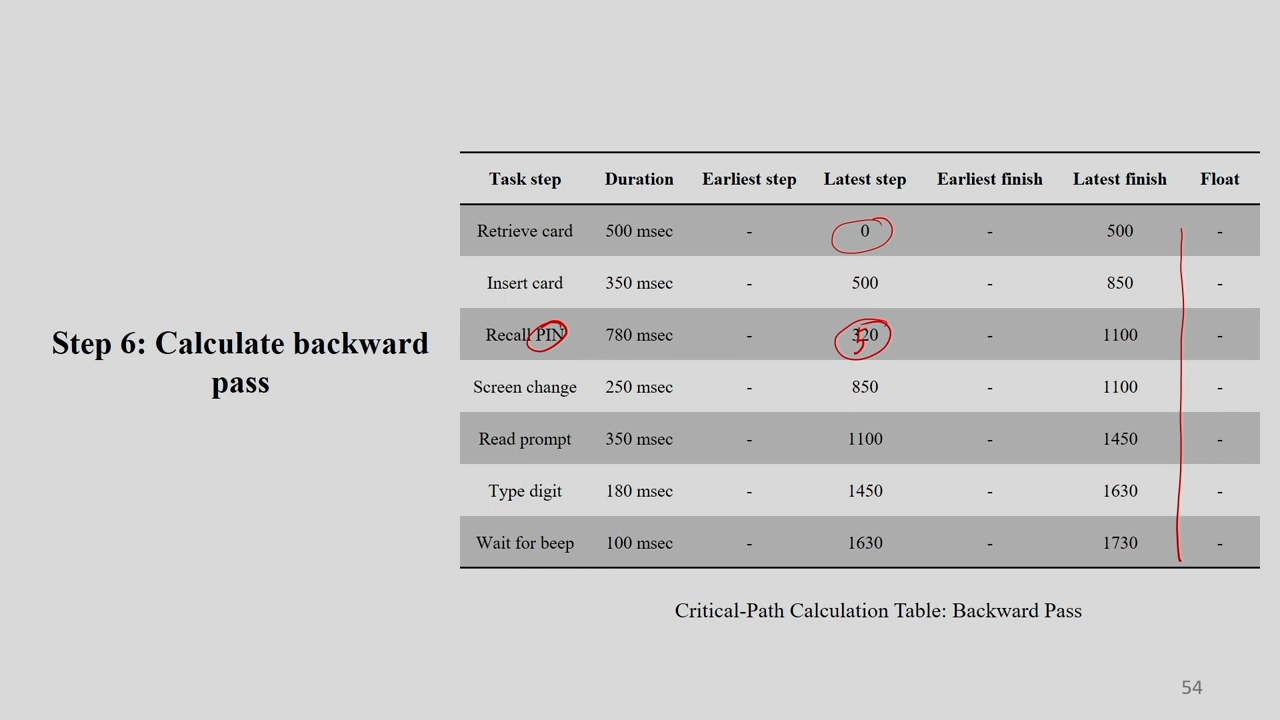 Step 6: Calculate backward
pass
Task step Duration Earliest step Latest step Earliest finish Latest finish Float
Retrieve card 500 msec - 0 - 500 -
Insert card 350 msec - 500 - 850 -
Recall PIN 780 msec - 320 - 1100 -
Screen change 250 msec - 850 - 1100 -
Read prompt 350 msec - 1100 - 1450 -
Type digit 180 msec - 1450 - 1630 -
Wait for beep 100 msec - 1630 - 1730 -
Critical-Path Calculation Table: Backward Pass
54